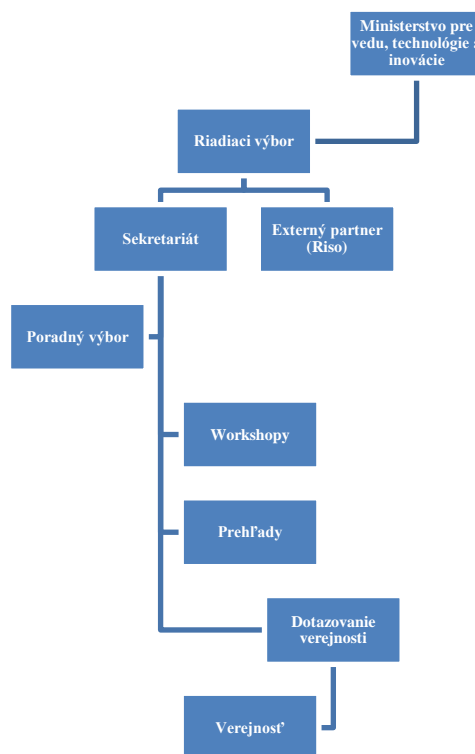 Ministerstvo pre
vedu, technológie a
inovácie
Riadiaci výbor
Sekretariát
Externý partner
(Riso)
Poradný výbor
Workshopy
Prehľady
Dotazovanie
verejnosti
Verejnosť